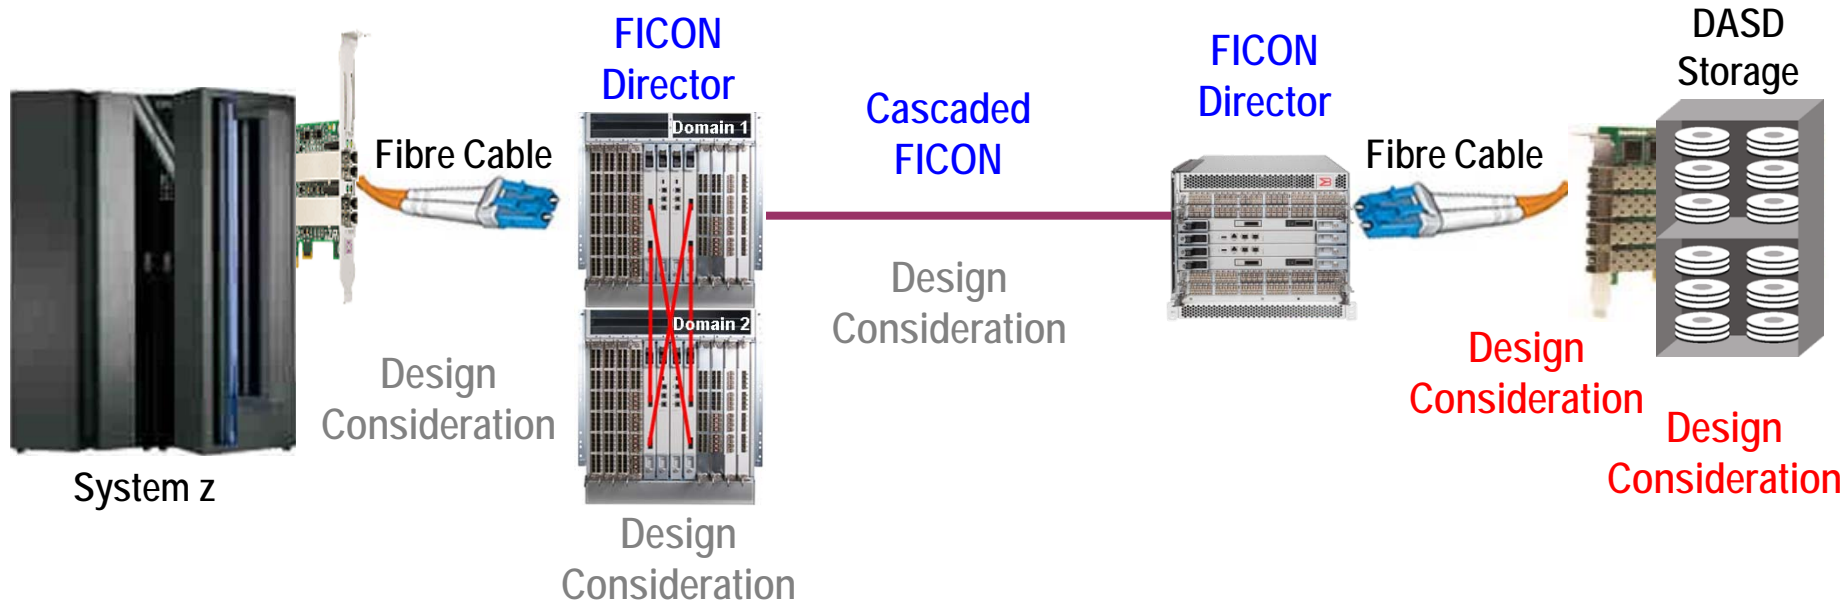 FICON
Director
FICON
Director
DASD
Storage
Cascaded
FICON
Domain 1
Fibre Cable
Fibre Cable
Design
Consideration
Domain 2
Design
Consideration
Design
Consideration
Design
Consideration
System z
Design
Consideration